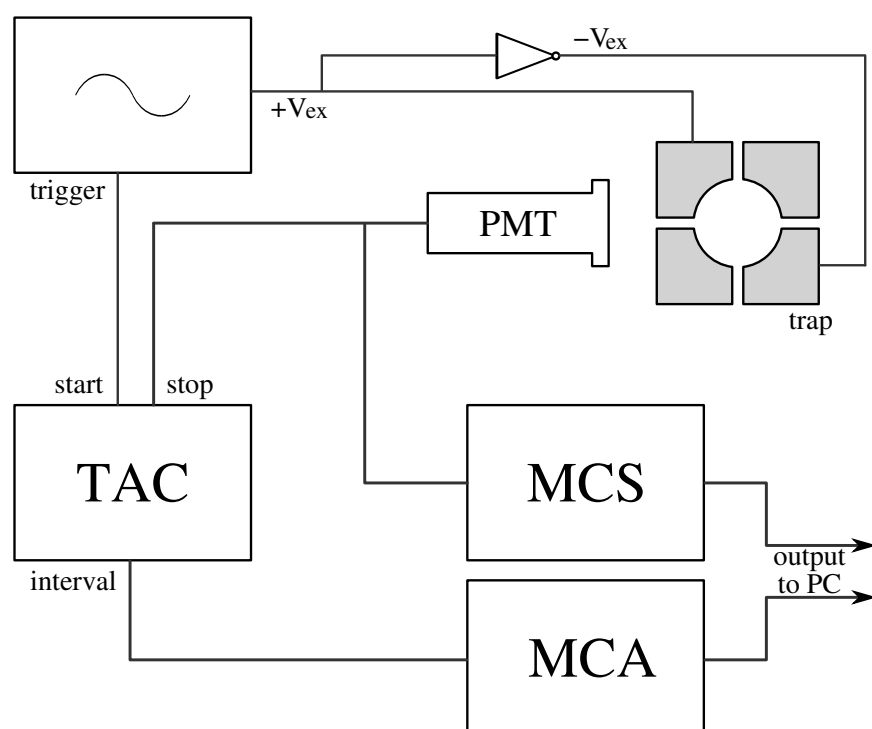 −Vex
+Vex
trigger
PMT
trap
start
stop
TAC
MCS
interval
output
to PC
MCA